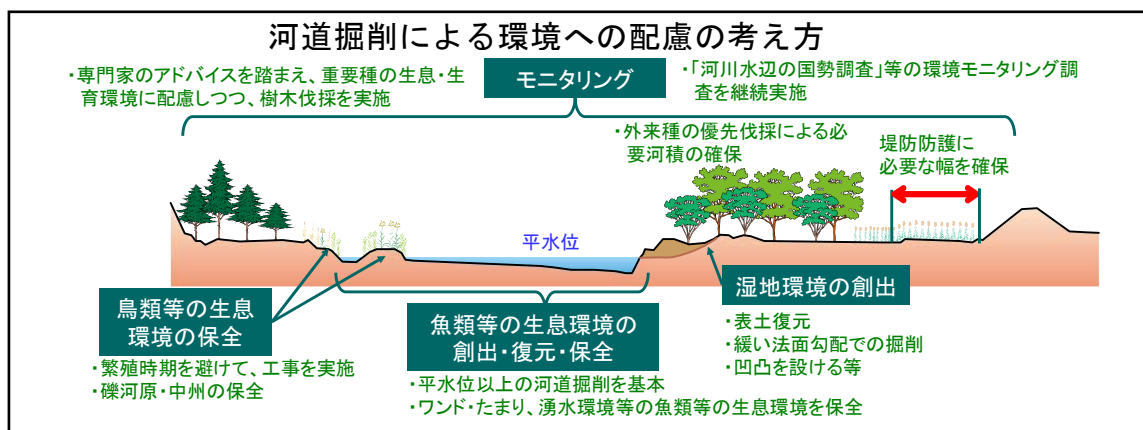 河道掘削による環境への配慮の考え方
・専門家のアドバイスを踏まえ、重要種の生息・生
育環境に配慮しつつ、樹木伐採を実施
モニタリング
・「河川水辺の国勢調査」等の環境モニタリング調
査を継続実施
・外来種の優先伐採による必
要河積の確保
堤防防護に
必要な幅を確保
平水位
鳥類等の生息
環境の保全
・繁殖時期を避けて、工事を実施
・礫河原・中州の保全
魚類等の生息環境の
創出・復元・保全
・平水位以上の河道掘削を基本
・ワンド・たまり、湧水環境等の魚類等の生息環境を保全
湿地環境の創出
・表土復元
・緩い法面勾配での掘削
・凹凸を設ける等